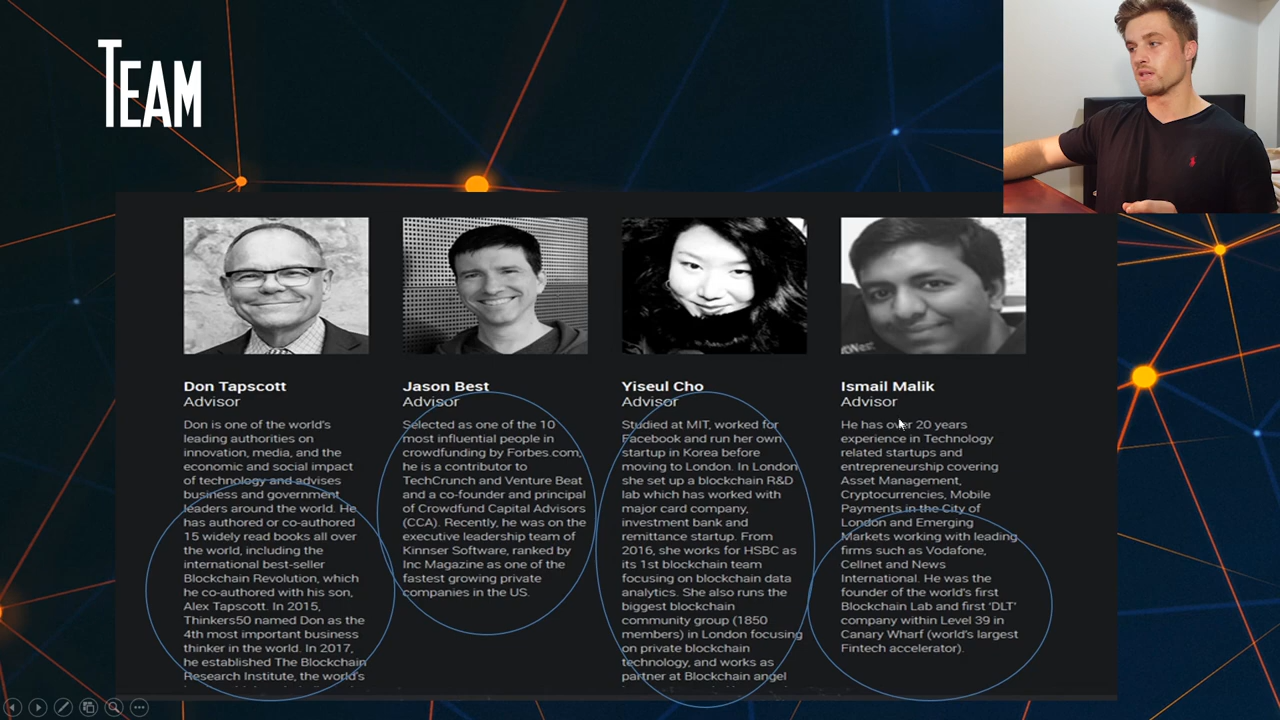 TEAM
Don Tapscott
Advisor
Don is one of the world's
leading authorities on
innovation, media, and the
economic and social impact
of technology and advises
business and government
leaders around the world. He
has authored or co-authored
15 widely read books all over
the world, including the
international best-seller
Blockchain Revolution, which
he co-authored with his son,
Alex Tapscott. In 2015,
Thinkers50 named Don as the
4th most important business
thinker in the world. In 2017,
he established The Blockchain
Research Institute, the world's
Jason Best
Advisor
Selected as one of the 10
most influential people in
crowdfunding by Forbes.com,
he is a contributor to
TechCrunch and Venture Beat
and a co-founder and principal
of Crowdfund Capital Advisors
(CCA). Recently, he was on the
executive leadership team of
Kinnser Software, ranked by
Inc Magazine as one of the
fastest growing private
companies in the US.
Yiseul Cho
Advisor
Studied at MIT, worked for
Facebook and run her own
startup in Korea before
moving to London. In London
she set up a blockchain R&D
lab which has worked with
major card company,
investment bank and
remittance startup. From
2016, she works for HSBC as
its 1st blockchain team
focusing on blockchain data
analytics. She also runs the
biggest blockchain
community group (1850
members) in London focusing
on private blockchain
technology, and works as
partner at Blockchain angel
Ismail Malik
Advisor
He has over 20 years
experience in Technology
related startups and
entrepreneurship covering
Asset Management,
Cryptocurrencies, Mobile
Payments in the City of
London and Emerging
Markets working with leading
firms such as Vodafone,
Cellnet and News
International. He was the
founder of the world's first
Blockchain Lab and first 'DLT'
company within Level 39 in
Canary Wharf (world's largest
Fintech accelerator).